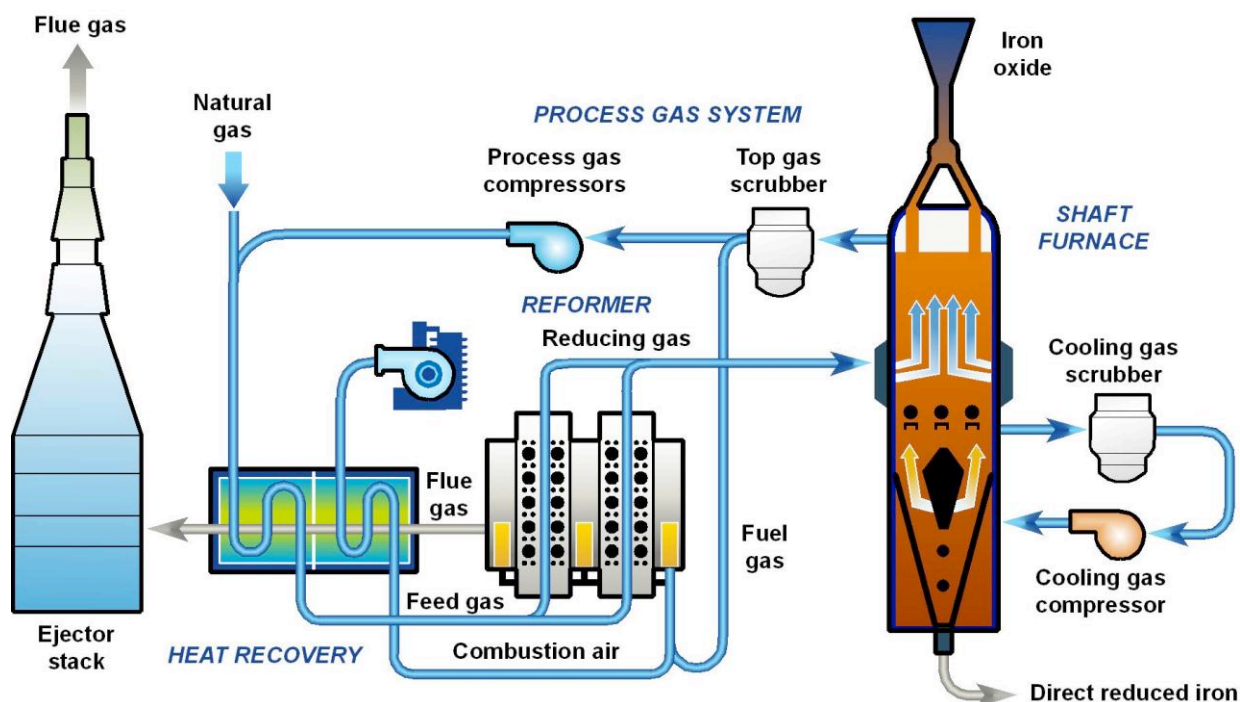 Flue gas
Natural
gas
PROCESS GAS SYSTEM
Iron
oxide
Process gas
compressors
Top gas
scrubber
SHAFT
FURNACE
REFORMER
Reducing gas
Cooling gas
scrubber
Flue
gas
Fuel
gas
Feed gas
Cooling gas
compressor
Ejector
stack
HEAT RECOVERY
Combustion air
Direct reduced iron